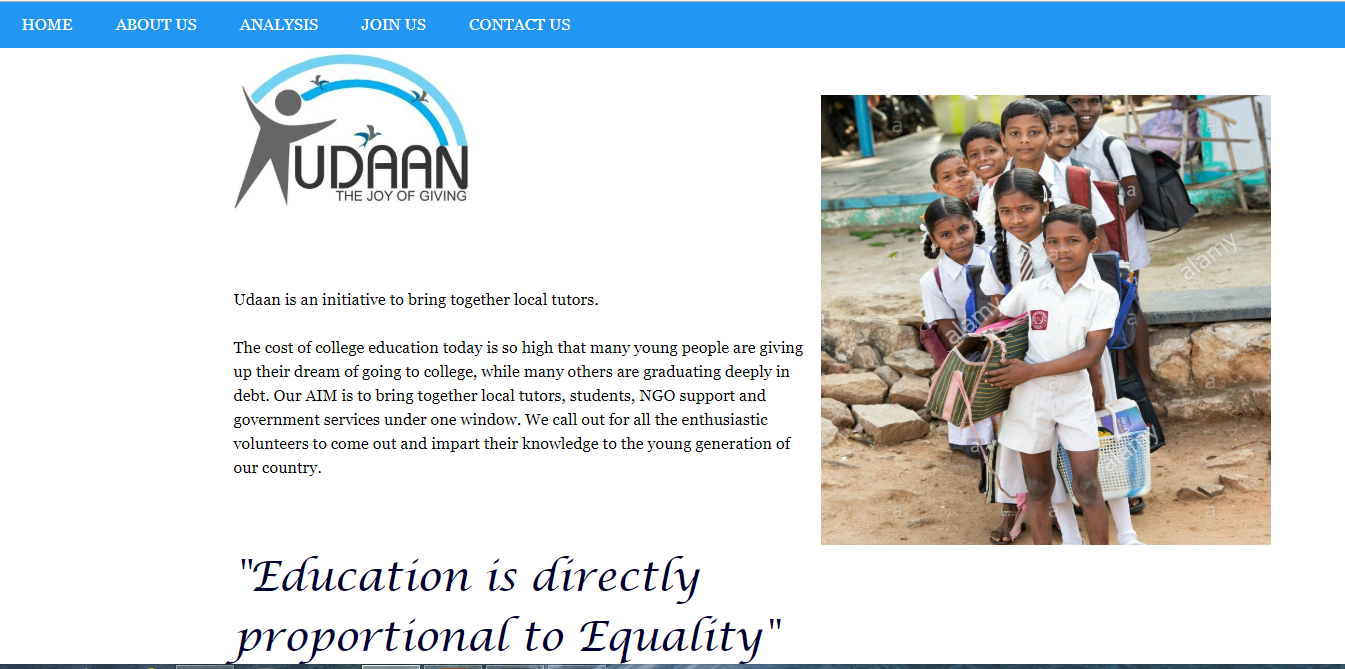 HOME ABOUT US ANALYSIS JOIN US CONTACT US
UDAAN
THE JOY OF GIVING
Udaan is an initiative to bring together local tutors.
The cost of college education today is so high that many young people are giving
up their dream of going to college, while many others are graduating deeply in
debt. Our AIM is to bring together local tutors, students, NGO support and
government services under one window. We call out for all the enthusiastic
volunteers to come out and impart their knowledge to the young generation of
our country.
"Education is directly
proportional to Equality"
a
a
a
alamy
alamy
a
a
a
alamy
a
a
a
a